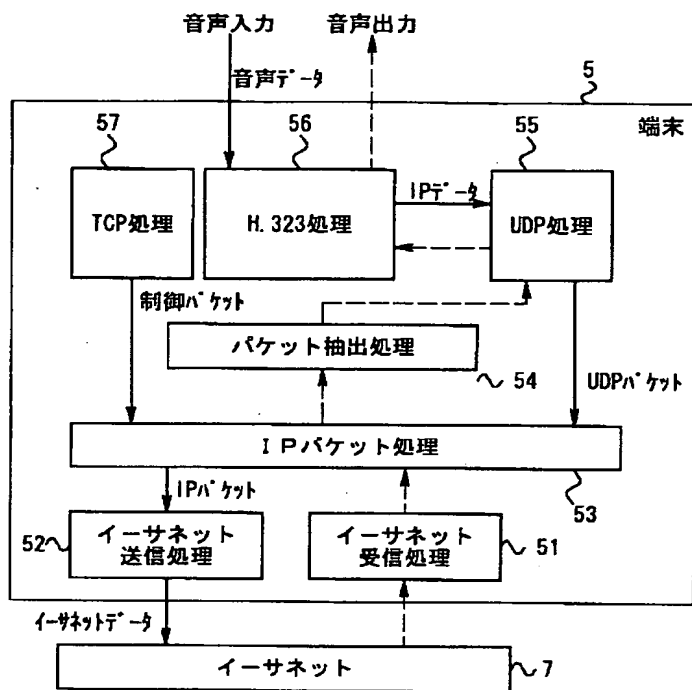 音声入力
音声出力
音声ﾃﾞｰﾀ
5
端末
57
56
55
TCP処理
H.323処理
IPﾃﾞｰﾀ
UDP処理
制御ﾊﾟｹｯﾄ
パケット抽出処理
54
UDPﾊﾟｹｯﾄ
IPパケット処理
53
IPﾊﾟｹｯﾄ
52
イーサネット
送信処理
イーサネット
受信処理
51
ｲｰｻﾈｯﾄﾃﾞｰﾀ
イーサネット
7